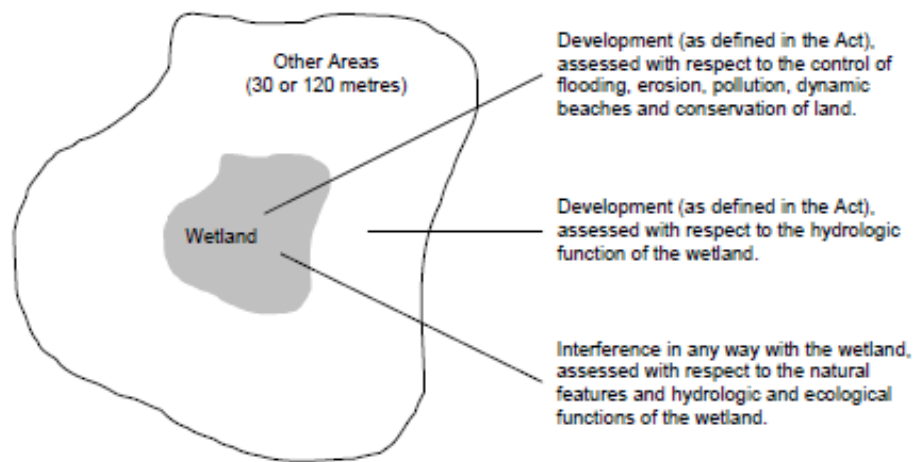 Other Areas
(30 or 120 metres)
Wetland
Development (as defined in the Act),
assessed with respect to the control of
flooding, erosion, pollution, dynamic
beaches and conservation of land.
Development (as defined in the Act),
assessed with respect to the hydrologic
function of the wetland.
Interference in any way with the wetland,
assessed with respect to the natural
features and hydrologic and ecological
functions of the wetland.